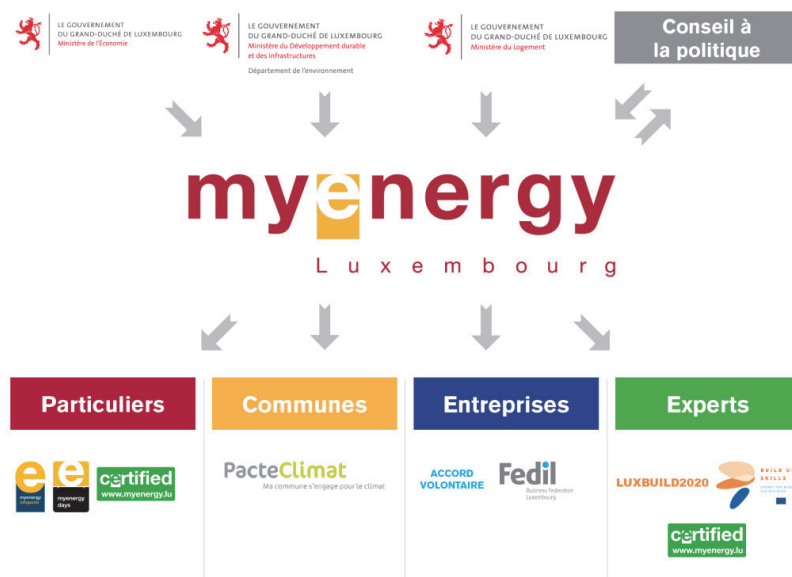 LE GOUVERNEMENT
DU GRAND-DUCHÉ DE LUXEMBOURG
Ministère de l'Économie
LE GOUVERNEMENT
DU GRAND-DUCHÉ DE LUXEMBOURG
Ministère du Développement durable
et des Infrastructures
Département de l'environnement
LE GOUVERNEMENT
DU GRAND-DUCHÉ DE LUXEMBOURG
Ministère du Logement
Conseil à
la politique
myenergy
Luxembourg
Particuliers
Communes
Entreprises
Experts
e
myenergy
infopoint
e
myenergy
days
certified
www.myenergy.lu
PacteClimat
Ma commune s'engage pour le climat
ACCORD
VOLONTAIRE
Fedil
Business Federation
Luxembourg
LUXBUILD2020
BUILD U
SKILLS
certified
www.myenergy.lu